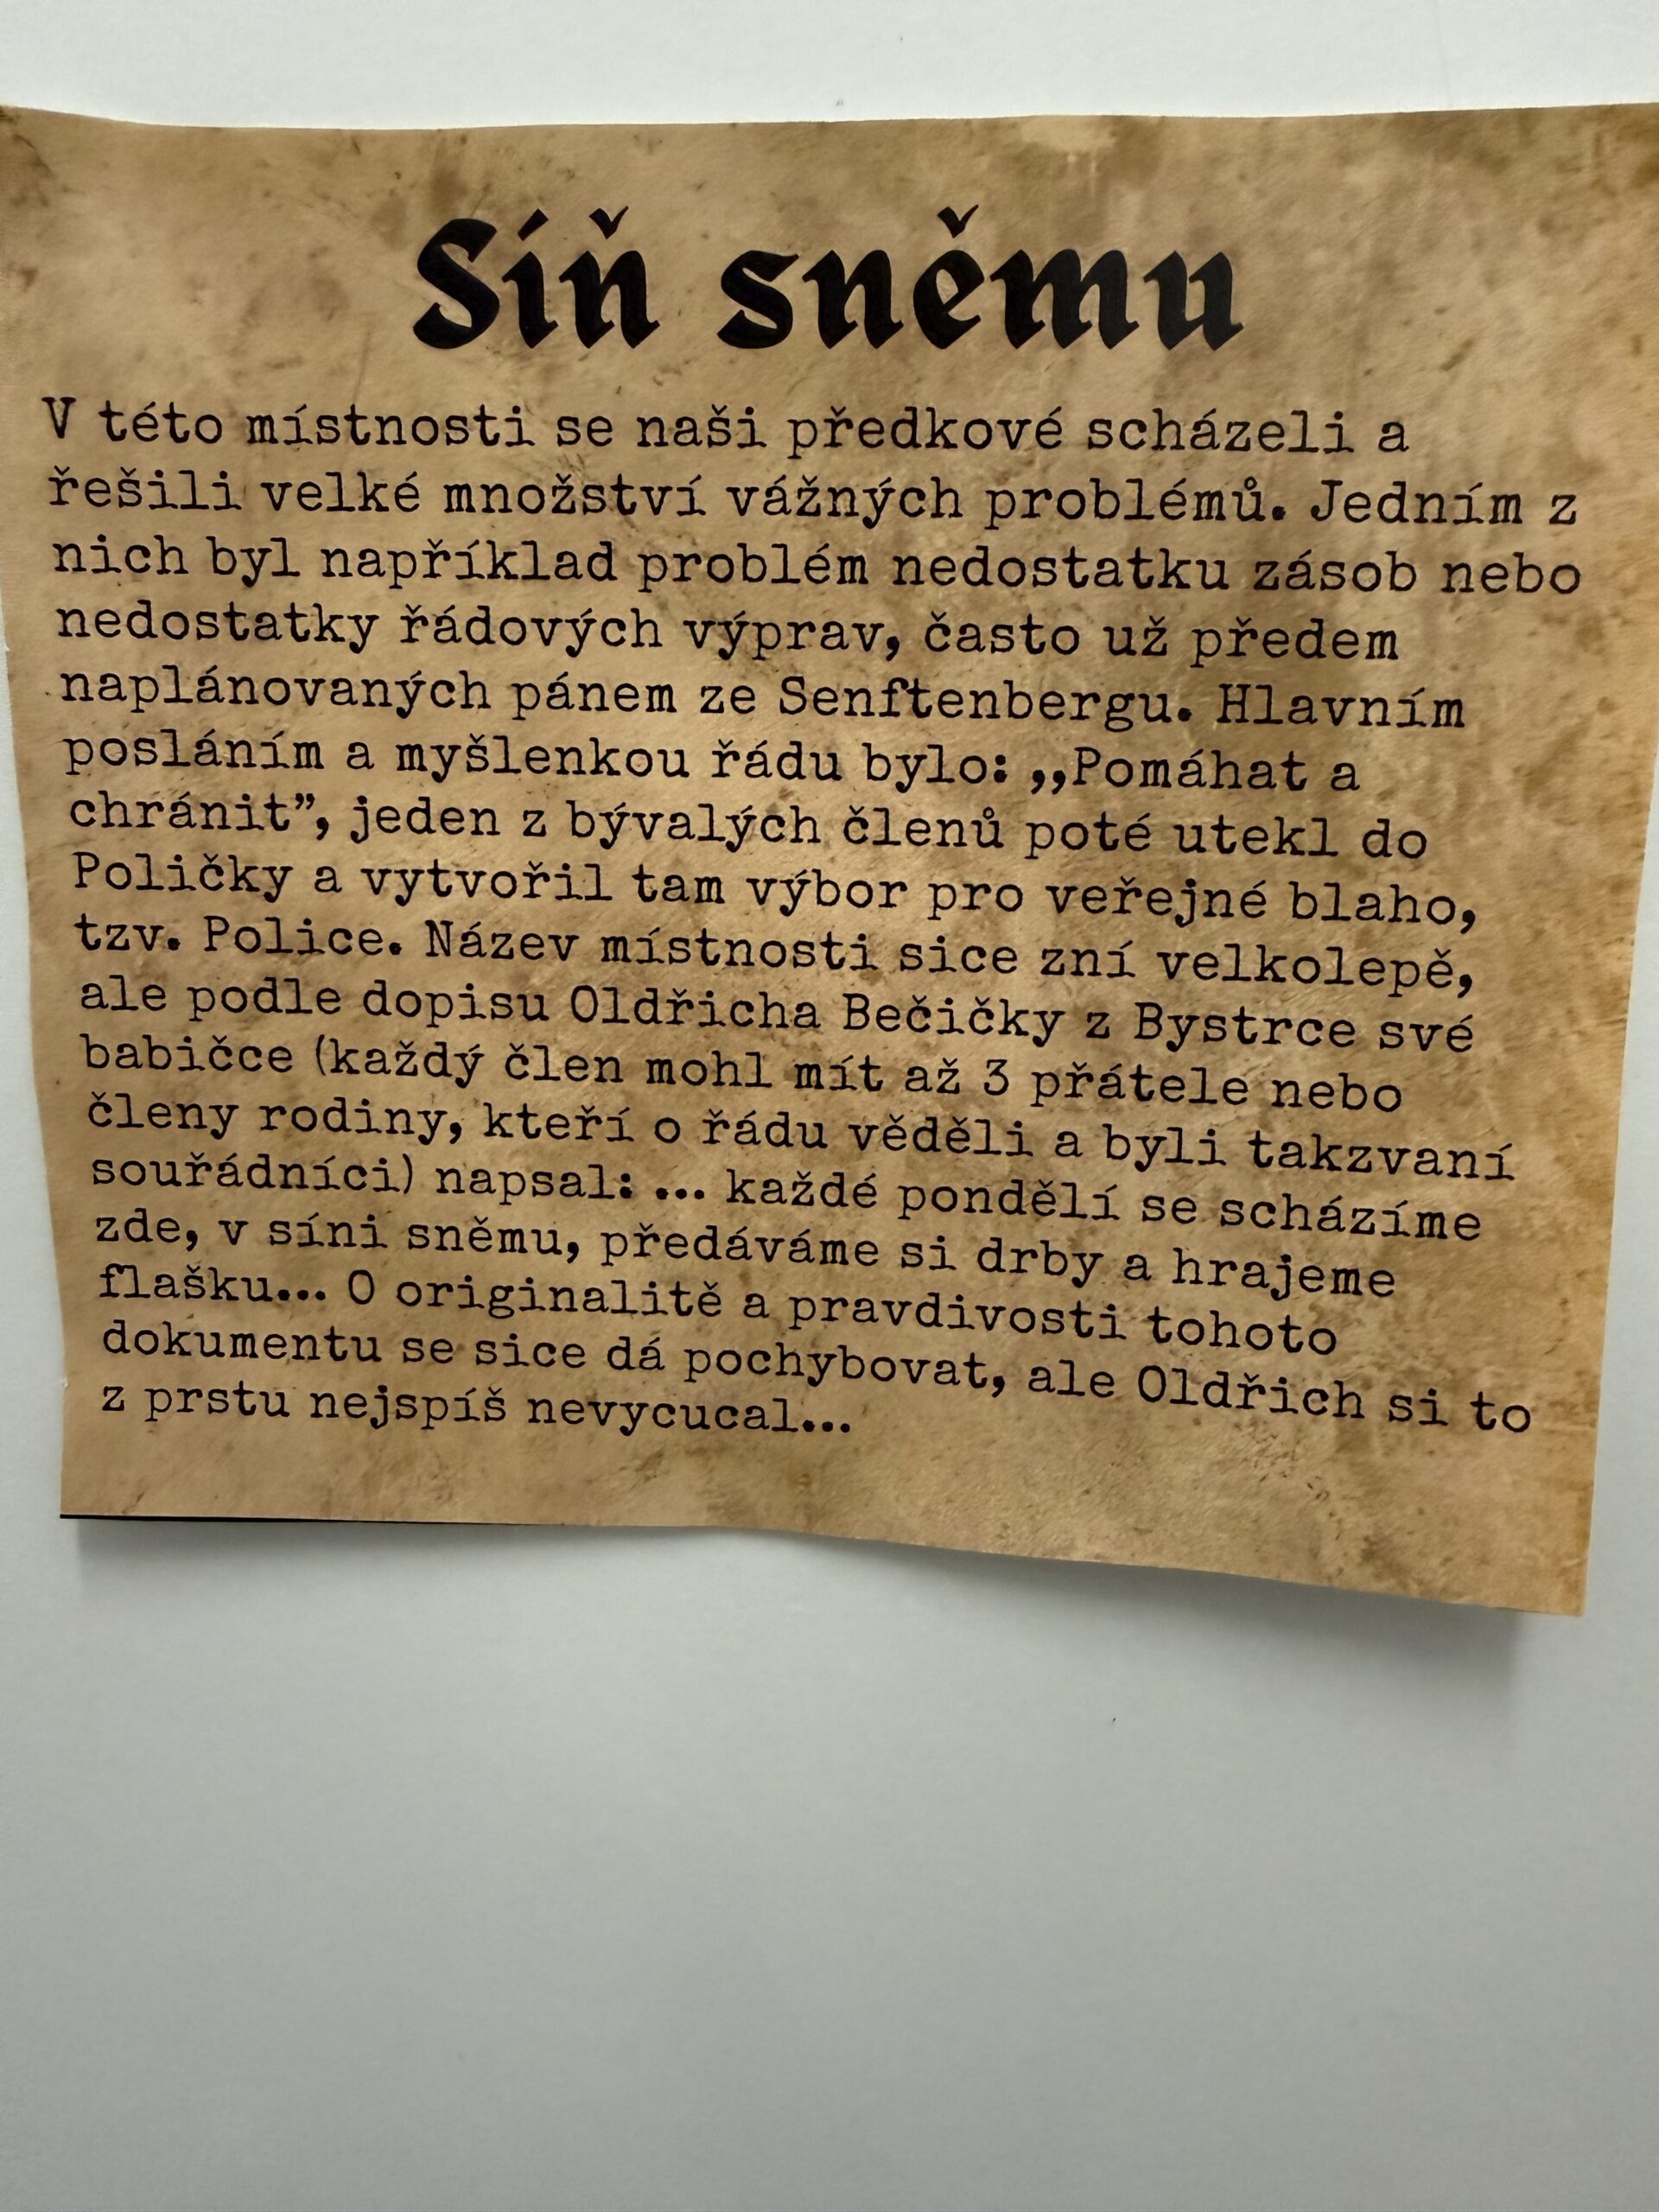 Síň sněmu
V této místnosti se naši předkové scházeli a
řešili velké množství vážných problémů. Jedním z
nich byl například problém nedostatku zásob nebo
nedostatky řádových výprav, často už předem
naplánovaných pánem ze Senftenbergu. Hlavním
posláním a myšlenkou řádu bylo: ,,Pomáhat a
chránit”, jeden z bývalých členů poté utekl do
Poličky a vytvořil tam výbor pro veřejné blaho,
tzv. Police. Název místnosti sice zní velkolepě,
ale podle dopisu Oldřicha Bečičky z Bystrce své
babičce (každý člen mohl mít až 3 přátele nebo
členy rodiny, kteří o řádu věděli a byli takzvaní
souřádníci) napsal: ... každé pondělí se scházíme
zde, v síni sněmu, předáváme si drby a hrajeme
flašku... O originalitě a pravdivosti tohoto
dokumentu se sice dá pochybovat, ale Oldřich si to
z prstu nejspíš nevycucal...